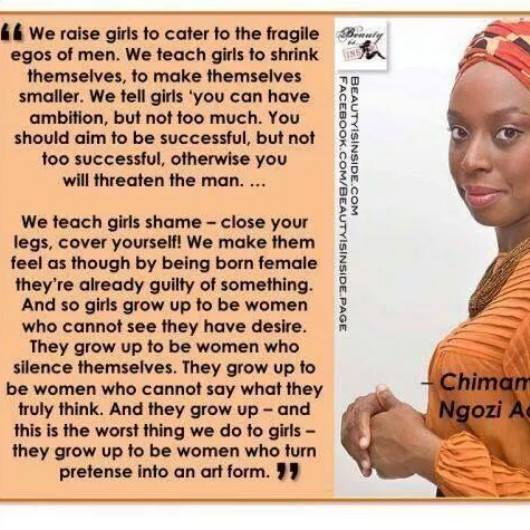 “ We raise girls to cater to the fragile
egos of men. We teach girls to shrink
themselves, to make themselves
smaller. We tell girls ‘you can have
ambition, but not too much. You
should aim to be successful, but not
too successful, otherwise you
will threaten the man. ...
We teach girls shame – close your
legs, cover yourself! We make them
feel as though by being born female
they’re already guilty of something.
And so girls grow up to be women
who cannot see they have desire.
They grow up to be women who
silence themselves. They grow up to
be women who cannot say what they
truly think. And they grow up – and
this is the worst thing we do to girls –
they grow up to be women who turn
pretense into an art form. ”
Beauty
is
INSIDE
BEAUTYISINSIDE.COM
FACEBOOK.COM/BEAUTYISINSIDE.PAGE
– Chimam
Ngozi A